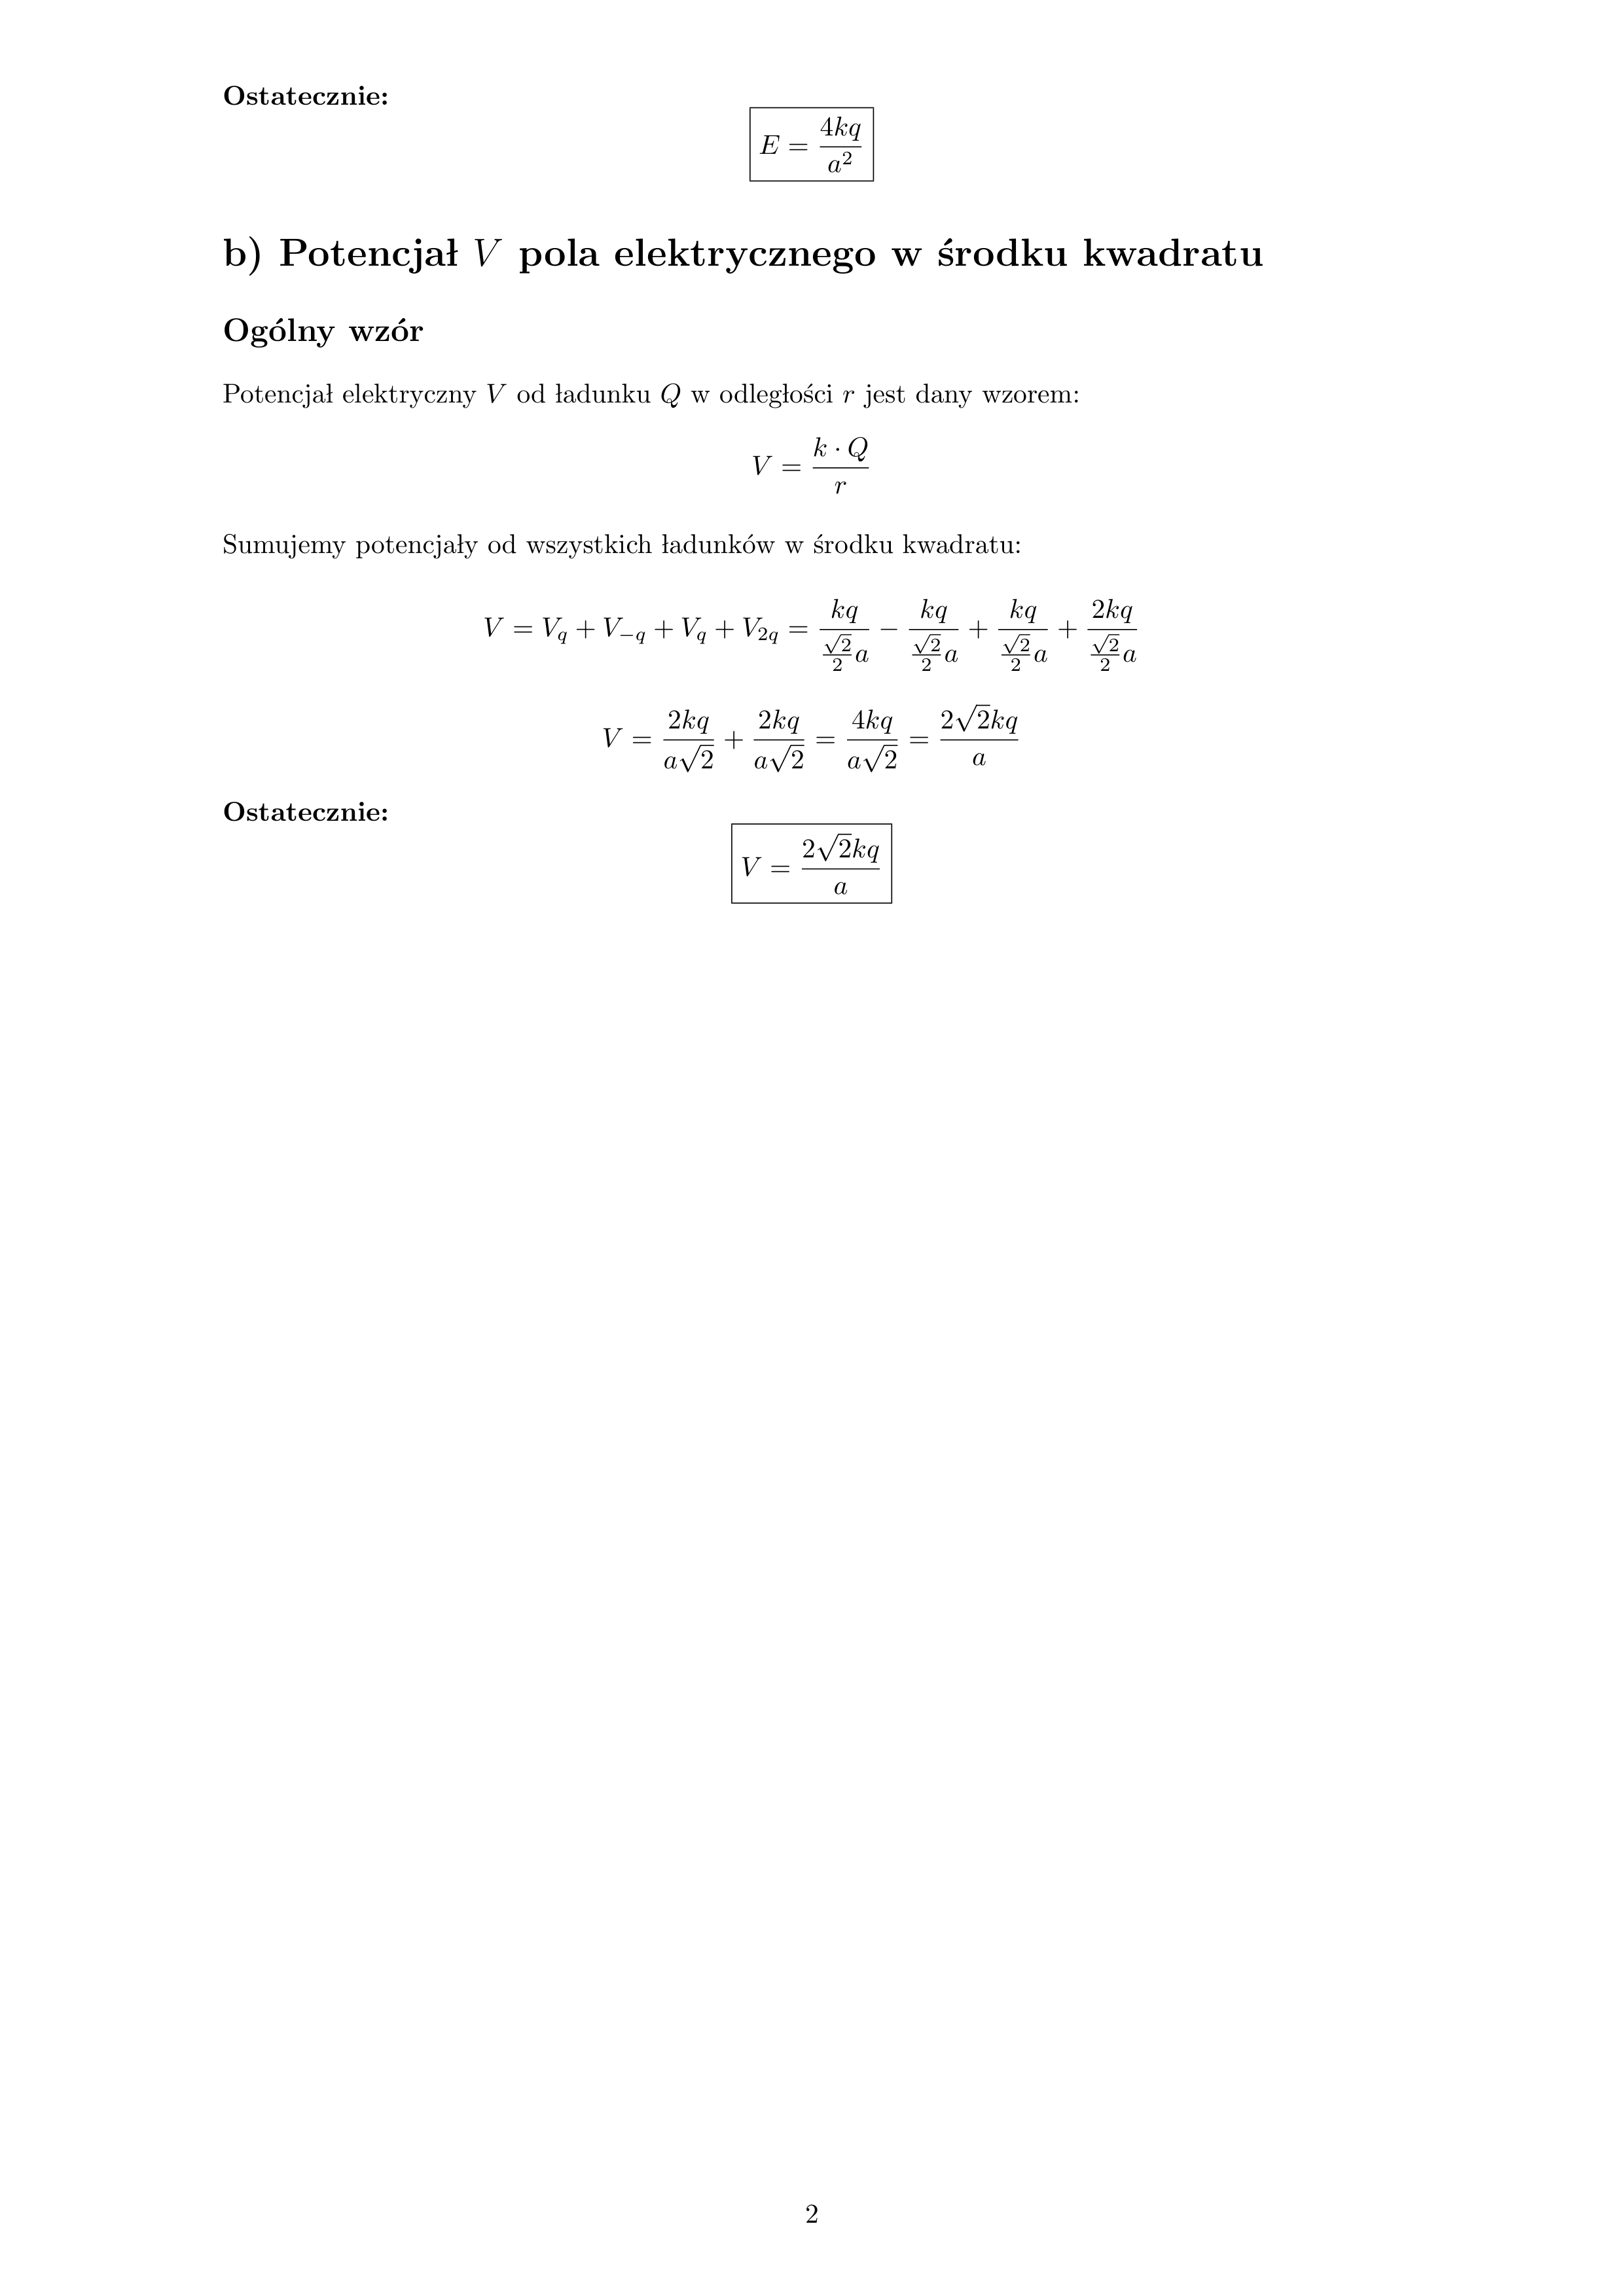 Ostatecznie:
E = \frac{4kq}{a^2}
b) Potencjał V pola elektrycznego w środku kwadratu
Ogólny wzór
Potencjał elektryczny V od ładunku Q w odległości r jest dany wzorem:
V = \frac{k \cdot Q}{r}
Sumujemy potencjały od wszystkich ładunków w środku kwadratu:
V = V_q + V_{-q} + V_q + V_{2q} = \frac{kq}{\frac{\sqrt{2}}{2}a} - \frac{kq}{\frac{\sqrt{2}}{2}a} + \frac{kq}{\frac{\sqrt{2}}{2}a} + \frac{2kq}{\frac{\sqrt{2}}{2}a}
V = \frac{2kq}{a\sqrt{2}} + \frac{2kq}{a\sqrt{2}} = \frac{4kq}{a\sqrt{2}} = \frac{2\sqrt{2}kq}{a}
Ostatecznie:
V = \frac{2\sqrt{2}kq}{a}
2